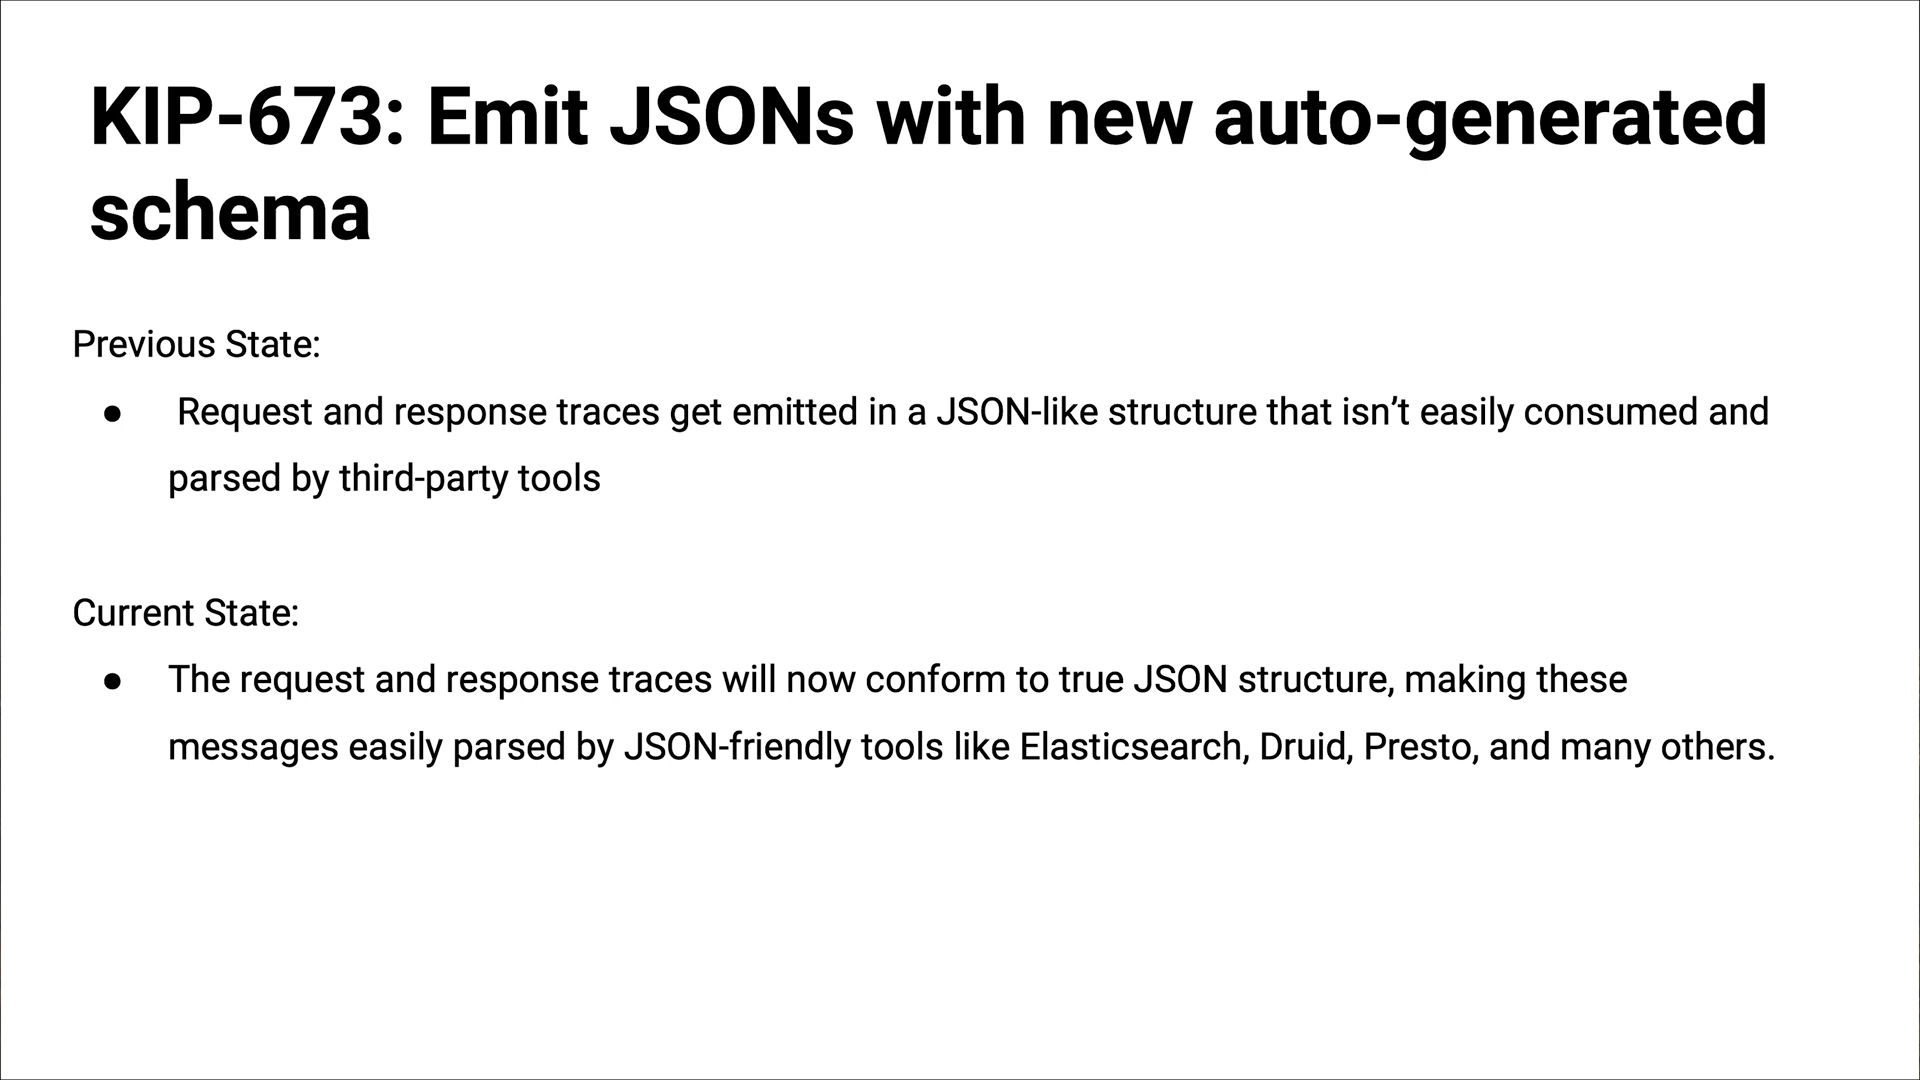 KIP-673: Emit JSONs with new auto-generated
schema
Previous State:
● Request and response traces get emitted in a JSON-like structure that isn’t easily consumed and
parsed by third-party tools
Current State:
● The request and response traces will now conform to true JSON structure, making these
messages easily parsed by JSON-friendly tools like Elasticsearch, Druid, Presto, and many others.